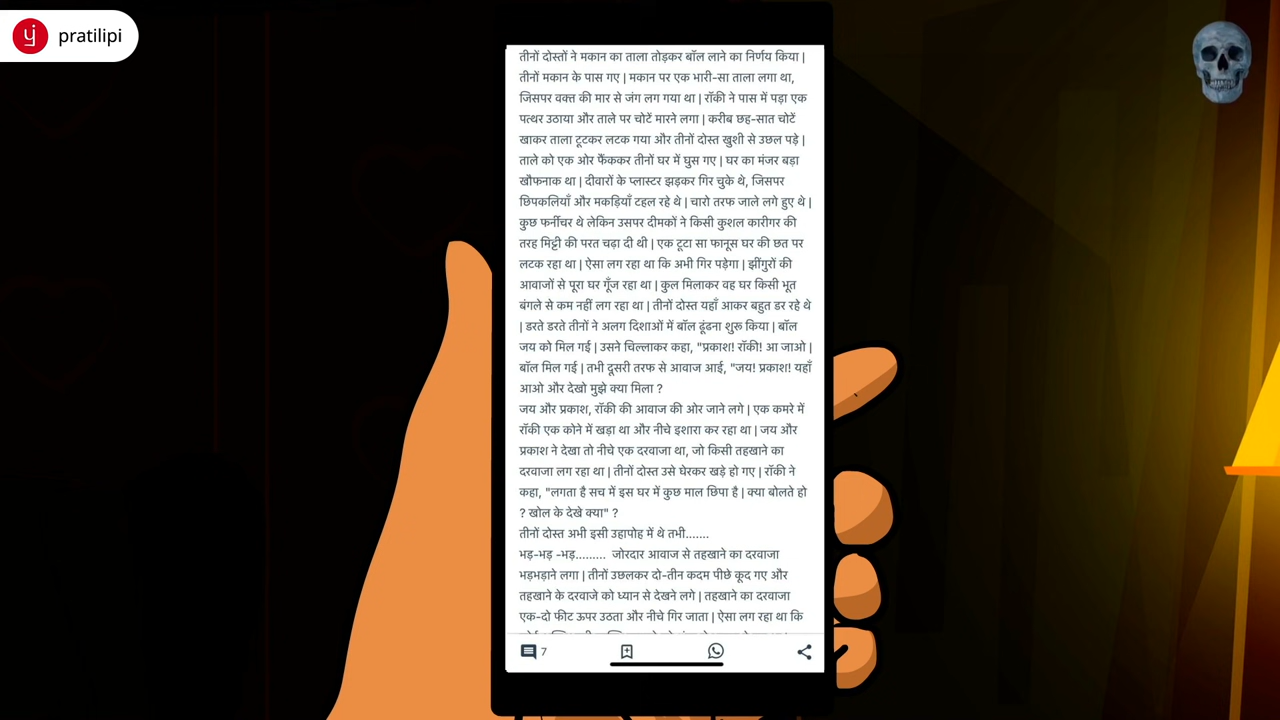 pratilipi
तीनों दोस्तों ने मकान का ताला तोड़कर बॉल लाने का निर्णय किया |
तीनों मकान के पास गए | मकान पर एक भारी-सा ताला लगा था,
जिसपर वक्त की मार से जंग लग गया था | रॉकी ने पास में पड़ा एक
पत्थर उठाया और ताले पर चोटें मारने लगा | करीब छह-सात चोटें
खाकर ताला टूटकर लटक गया और तीनों दोस्त खुशी से उछल पड़े |
ताले को एक ओर फैंककर तीनों घर में घुस गए | घर का मंजर बड़ा
खौफनाक था | दीवारों के प्लास्टर झड़कर गिर चुके थे, जिसपर
छिपकलियाँ और मकड़ियाँ टहल रहे थे | चारो तरफ जाले लगे हुए थे |
कुछ फर्नीचर थे लेकिन उसपर दीमकों ने किसी कुशल कारीगर की
तरह मिट्टी की परत चढ़ा दी थी | एक टूटा सा फानूस घर की छत पर
लटक रहा था | ऐसा लग रहा था कि अभी गिर पड़ेगा | झींगुरों की
आवाजों से पूरा घर गूँज रहा था | कुल मिलाकर वह घर किसी भूत
बंगले से कम नहीं लग रहा था | तीनों दोस्त यहाँ आकर बहुत डर रहे थे
| डरते डरते तीनों ने अलग दिशाओं में बॉल ढूंढना शुरू किया | बॉल
जय को मिल गई | उसने चिल्लाकर कहा, "प्रकाश! रॉकी! आ जाओ |
बॉल मिल गई | तभी दूसरी तरफ से आवाज आई, "जय! प्रकाश! यहाँ
आओ और देखो मुझे क्या मिला ?
जय और प्रकाश, रॉकी की आवाज की ओर जाने लगे | एक कमरे में
रॉकी एक कोने में खड़ा था और नीचे इशारा कर रहा था | जय और
प्रकाश ने देखा तो नीचे एक दरवाजा था, जो किसी तहखाने का
दरवाजा लग रहा था | तीनों दोस्त उसे घेरकर खड़े हो गए | रॉकी ने
कहा, "लगता है सच में इस घर में कुछ माल छिपा है | क्या बोलते हो
? खोल के देखे क्या" ?
तीनों दोस्त अभी इसी उहापोह में थे तभी.......
भड़-भड़ -भड़......... जोरदार आवाज से तहखाने का दरवाजा
भड़भड़ाने लगा | तीनों उछलकर दो-तीन कदम पीछे कूद गए और
तहखाने के दरवाजे को ध्यान से देखने लगे | तहखाने का दरवाजा
एक-दो फीट ऊपर उठता और नीचे गिर जाता | ऐसा लग रहा था कि
7